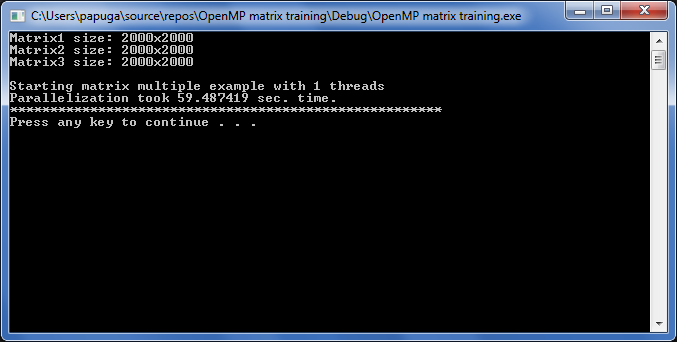 C:\Users\papuga\source\repos\OpenMP matrix training\Debug\OpenMP matrix training.exe
Matrix1 size: 2000x2000
Matrix2 size: 2000x2000
Matrix3 size: 2000x2000
Starting matrix multiple example with 1 threads
Parallelization took 59.487419 sec. time.
******************************************************
Press any key to continue . . .